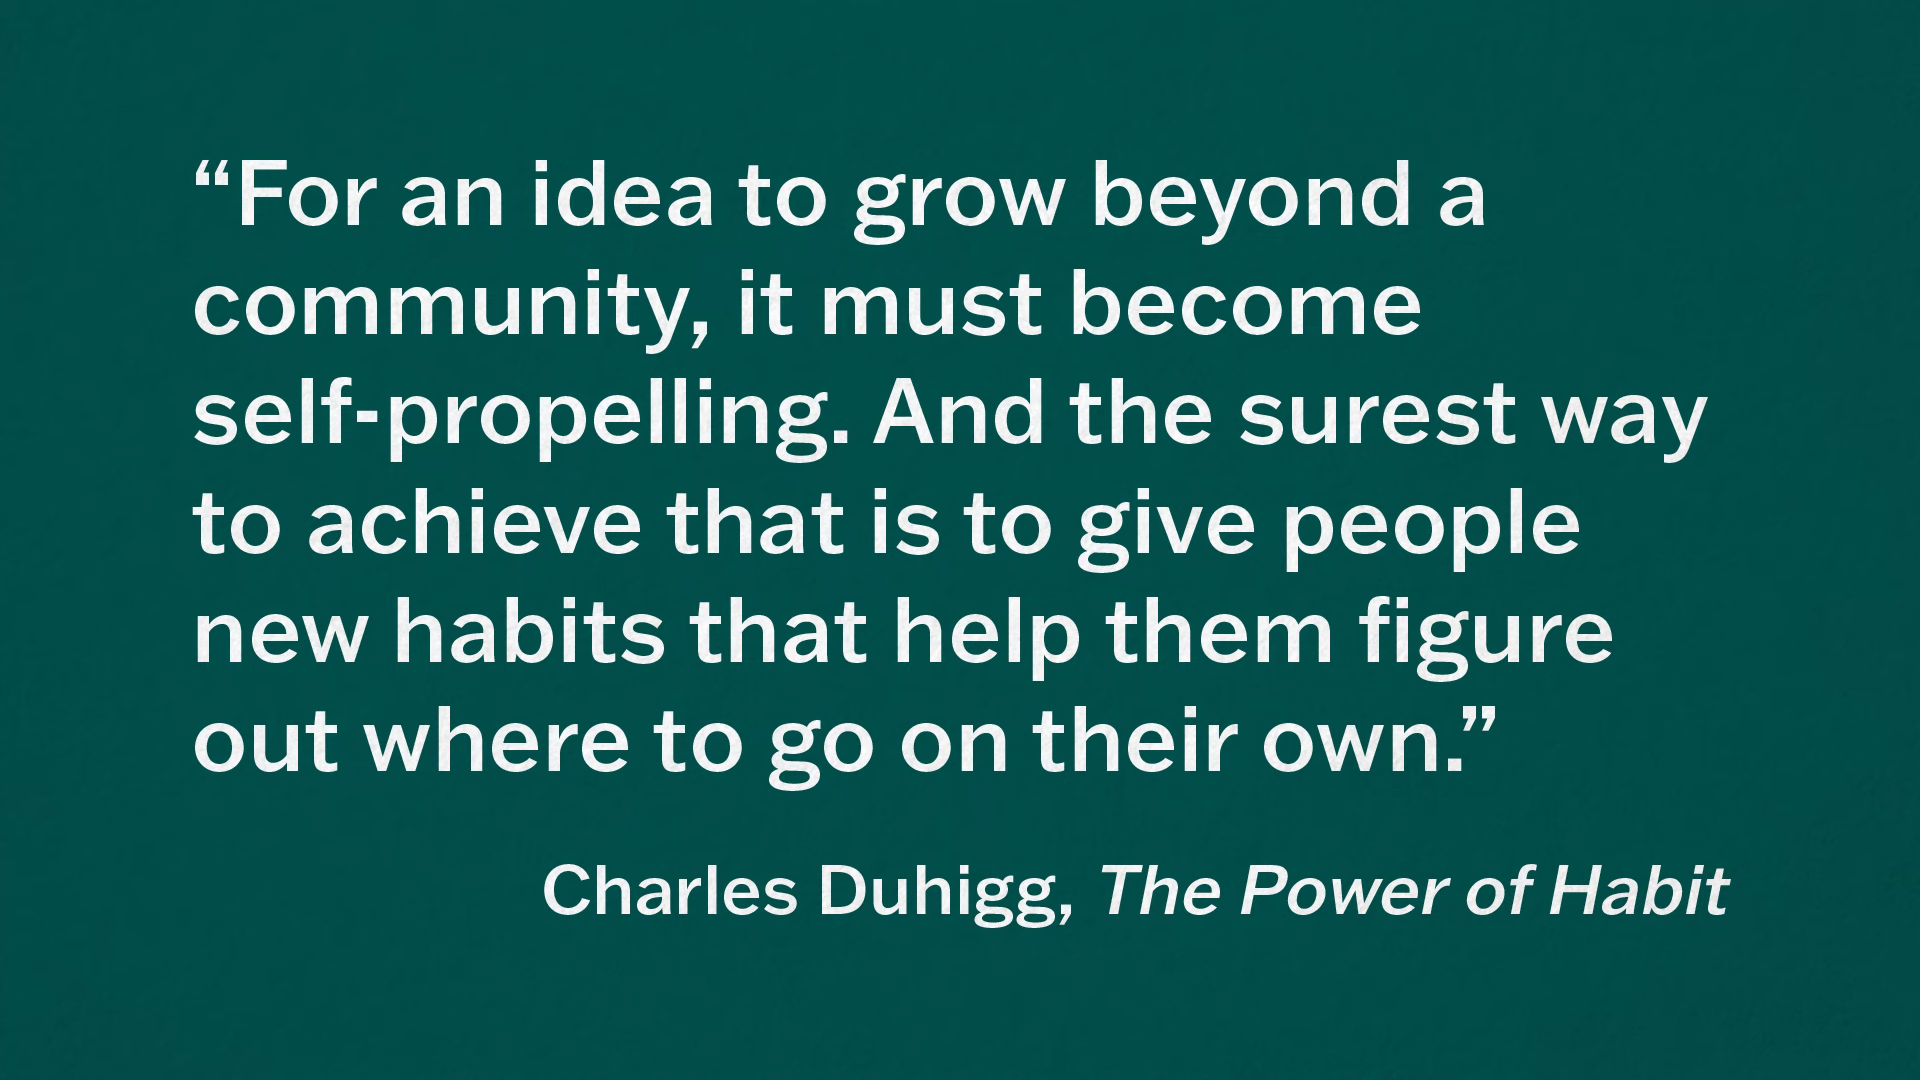 “For an idea to grow beyond a
community, it must become
self-propelling. And the surest way
to achieve that is to give people
new habits that help them figure
out where to go on their own.”
Charles Duhigg, The Power of Habit